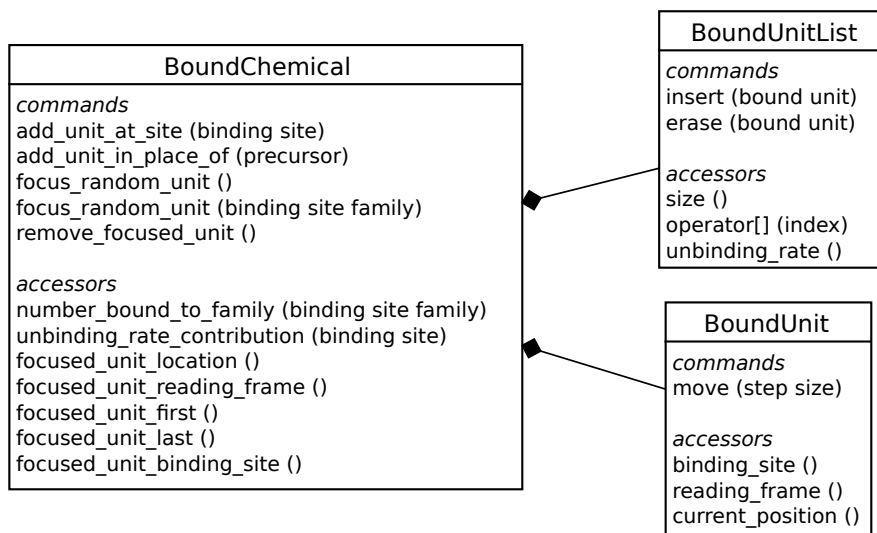 BoundChemical
commands
add_unit_at_site (binding site)
add_unit_in_place_of (precursor)
focus_random_unit ()
focus_random_unit (binding site family)
remove_focused_unit ()
accessors
number_bound_to_family (binding site family)
unbinding_rate_contribution (binding site)
focused_unit_location ()
focused_unit_reading_frame ()
focused_unit_first ()
focused_unit_last ()
focused_unit_binding_site ()
BoundUnitList
commands
insert (bound unit)
erase (bound unit)
accessors
size ()
operator[] (index)
unbinding_rate ()
BoundUnit
commands
move (step size)
accessors
binding_site ()
reading_frame ()
current_position ()